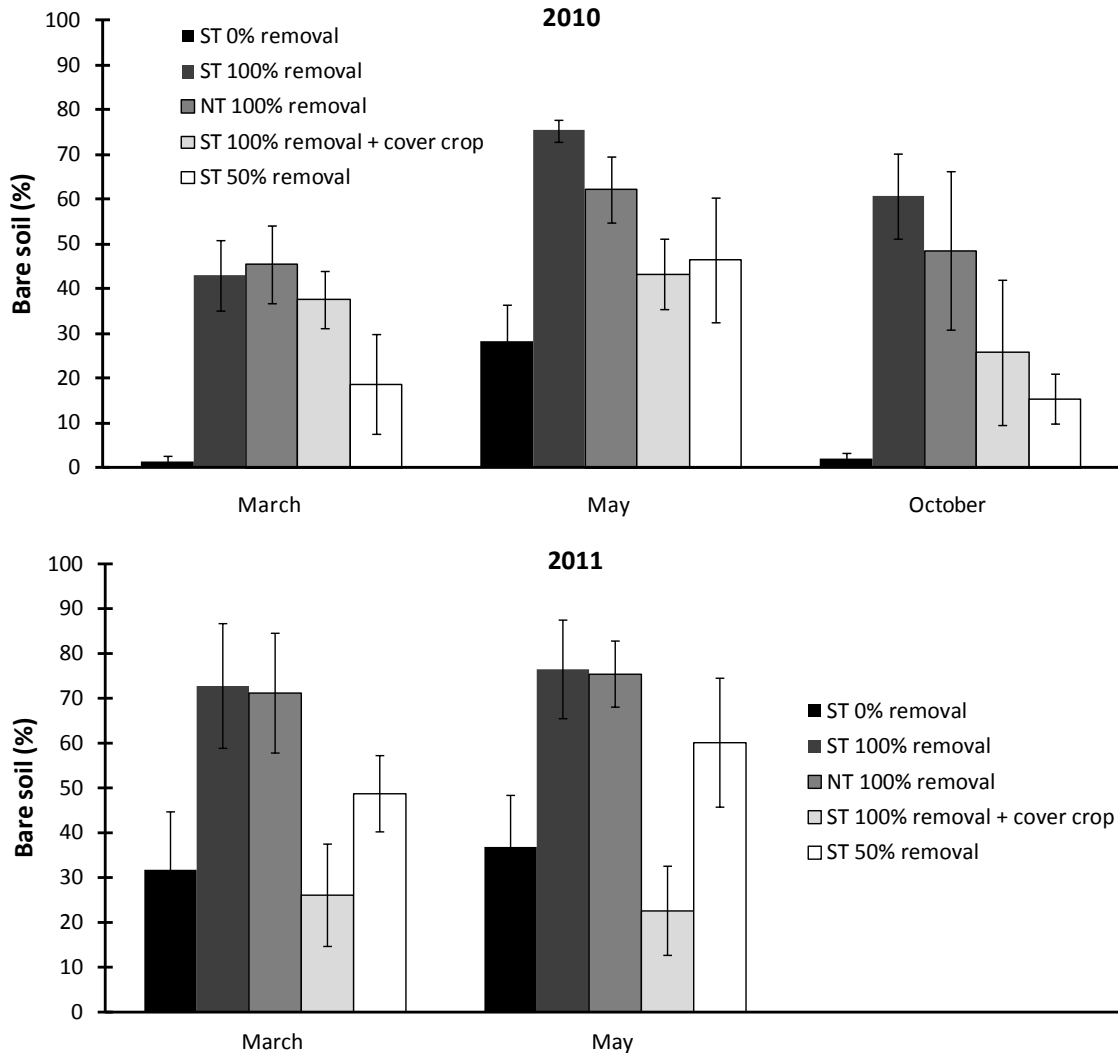 2010
Bare soil (%)
100
90
80
70
60
50
40
30
20
10
0
ST 0% removal
ST 100% removal
NT 100% removal
ST 100% removal + cover crop
ST 50% removal
March
May
October
2011
Bare soil (%)
100
90
80
70
60
50
40
30
20
10
0
ST 0% removal
ST 100% removal
NT 100% removal
ST 100% removal + cover crop
ST 50% removal
March
May